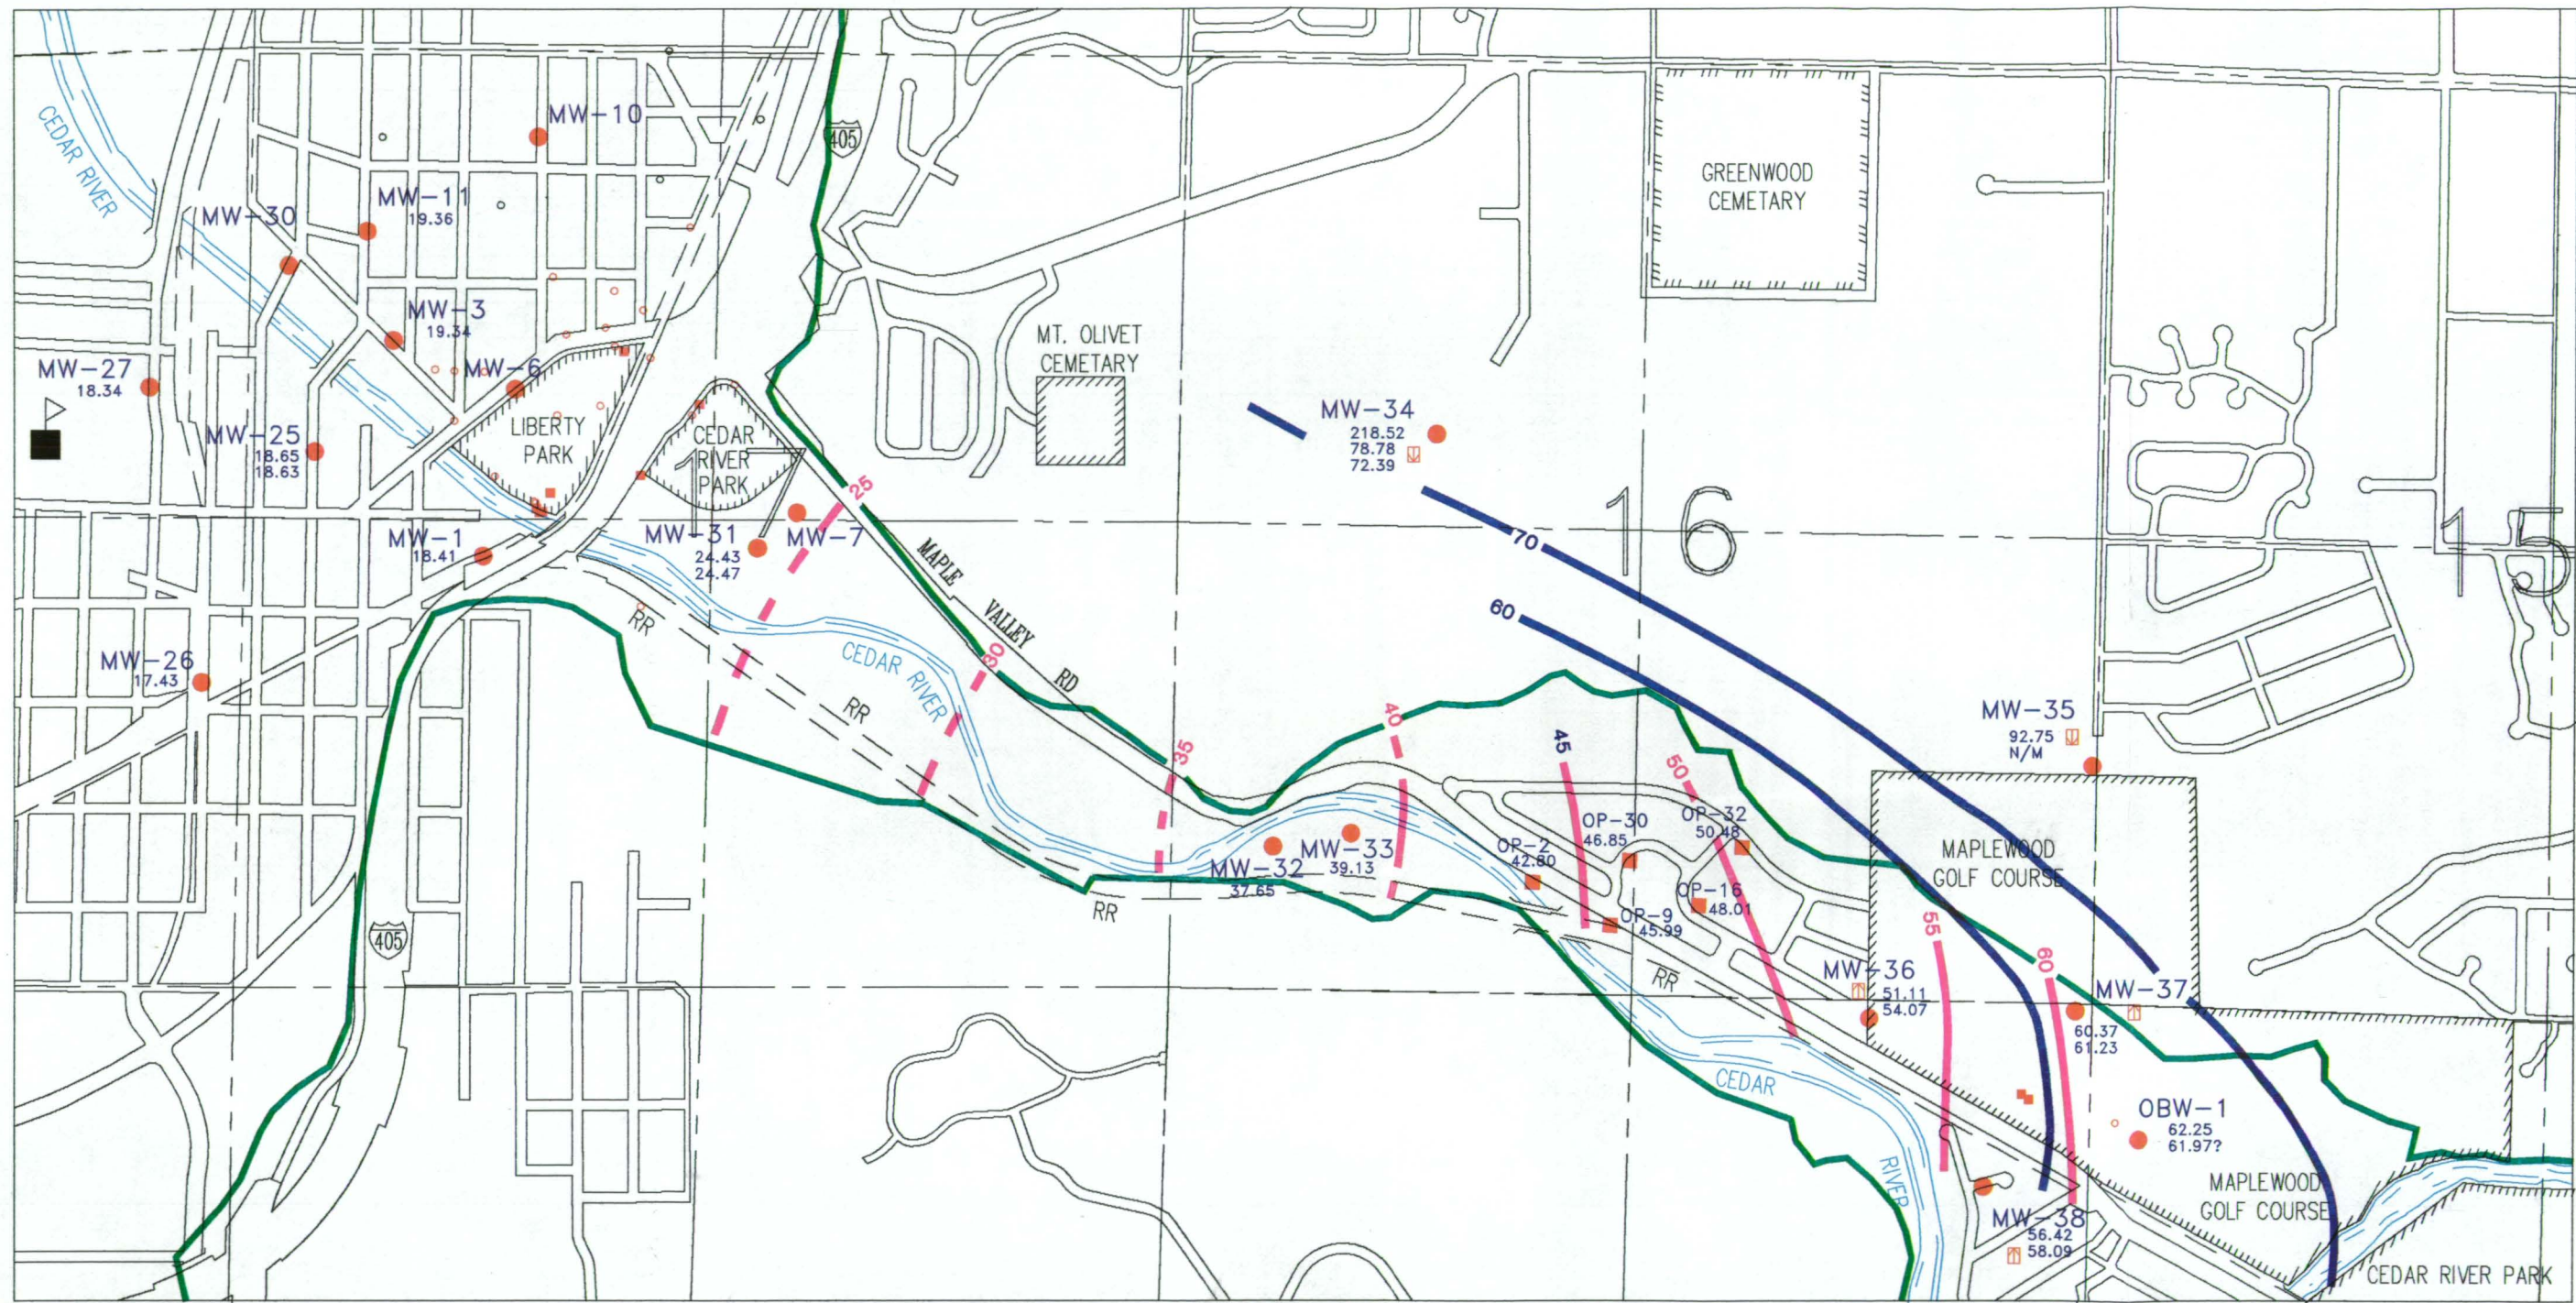 CEDAR RIVER
MW-10
405
MW-11
19.36
MW-30
MW-3
19.34
MW-27
18.34
MW-6
MW-25
18.65
18.63
LIBERTY
PARK
CEDAR
RIVER
PARK
17
MW-1
18.41
MW-31
24.43
24.47
MW-7
25
MW-26
17.43
RR
MAPLE
VALLEY
RD
30
CEDAR RIVER
RR
35
RR
405
MT. OLIVET
CEMETARY
GREENWOOD
CEMETARY
MW-34
218.52
78.78
72.39
70
16
15
60
40
45
50
MW-32
37.65
MW-33
39.13
OP-2
42.80
OP-30
46.85
OP-32
50.48
OP-16
48.01
OP-9
45.99
RR
MW-35
92.75
N/M
MAPLEWOOD
GOLF COURSE
55
60
MW-36
51.11
54.07
MW-37
60.37
61.23
CEDAR
RIVER
OBW-1
62.25
61.97?
MW-38
56.42
58.09
MAPLEWOOD
GOLF COURSE
CEDAR RIVER PARK